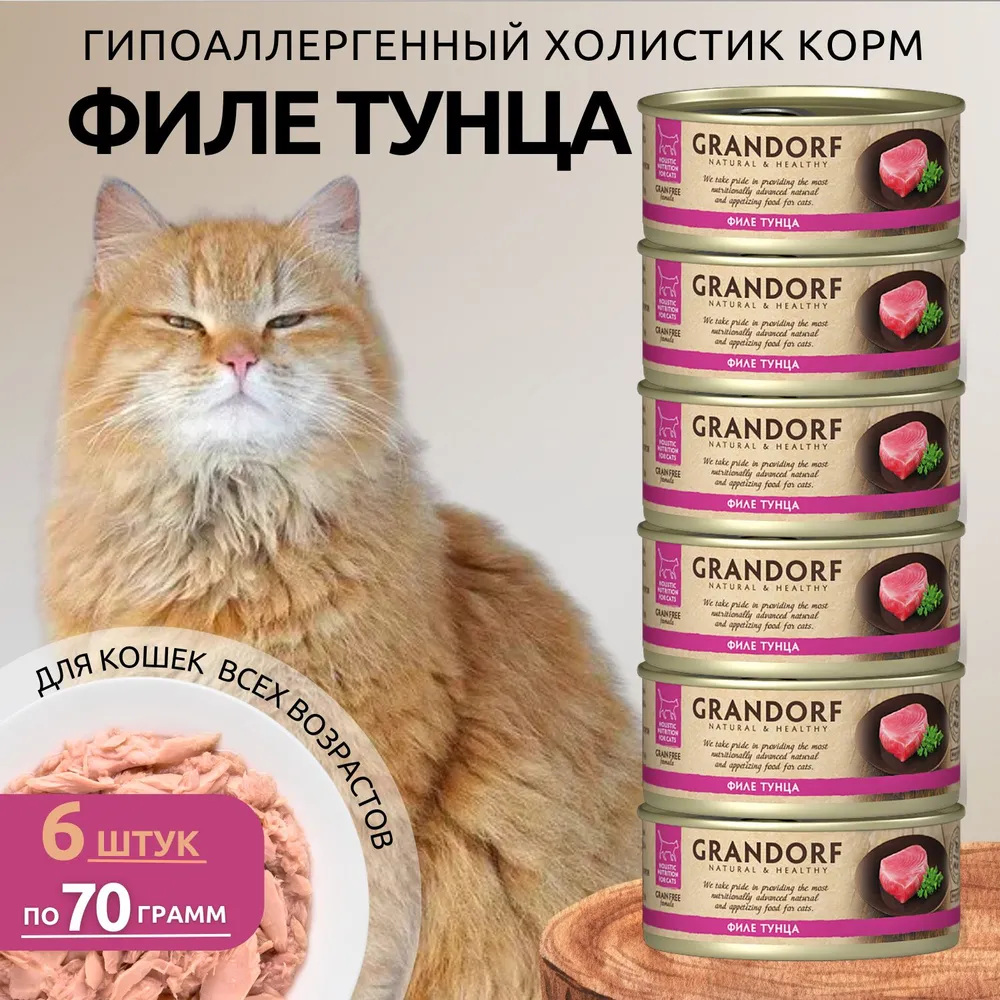 ГИПОАЛЛЕРГЕННЫЙ ХОЛИСТИК КОРМ
ФИЛЕ ТУНЦА
HOLISTIC
NUTRITION
FOR CATS
GRAIN FREE
formula
GRANDORF
NATURAL & HEALTHY
We take pride in providing the most
nutritionally advanced natural
and appetizing food for cats.
ФИЛЕ ТУНЦА
HOLISTIC
NUTRITION
FOR CATS
GRAIN FREE
formula
GRANDORF
NATURAL & HEALTHY
We take pride in providing the most
nutritionally advanced natural
and appetizing food for cats.
ФИЛЕ ТУНЦА
HOLISTIC
NUTRITION
FOR CATS
GRAIN FREE
formula
GRANDORF
NATURAL & HEALTHY
We take pride in providing the most
nutritionally advanced natural
and appetizing food for cats.
ФИЛЕ ТУНЦА
HOLISTIC
NUTRITION
FOR CATS
GRAIN FREE
formula
GRANDORF
NATURAL & HEALTHY
We take pride in providing the most
nutritionally advanced natural
and appetizing food for cats.
ФИЛЕ ТУНЦА
HOLISTIC
NUTRITION
FOR CATS
GRAIN FREE
formula
GRANDORF
NATURAL & HEALTHY
We take pride in providing the most
nutritionally advanced natural
and appetizing food for cats.
ФИЛЕ ТУНЦА
HOLISTIC
NUTRITION
FOR CATS
GRAIN FREE
formula
GRANDORF
NATURAL & HEALTHY
We take pride in providing the most
nutritionally advanced natural
and appetizing food for cats.
ФИЛЕ ТУНЦА
ДЛЯ КОШЕК ВСЕХ ВОЗРАСТОВ
6 ШТУК
ПО 70 ГРАММ